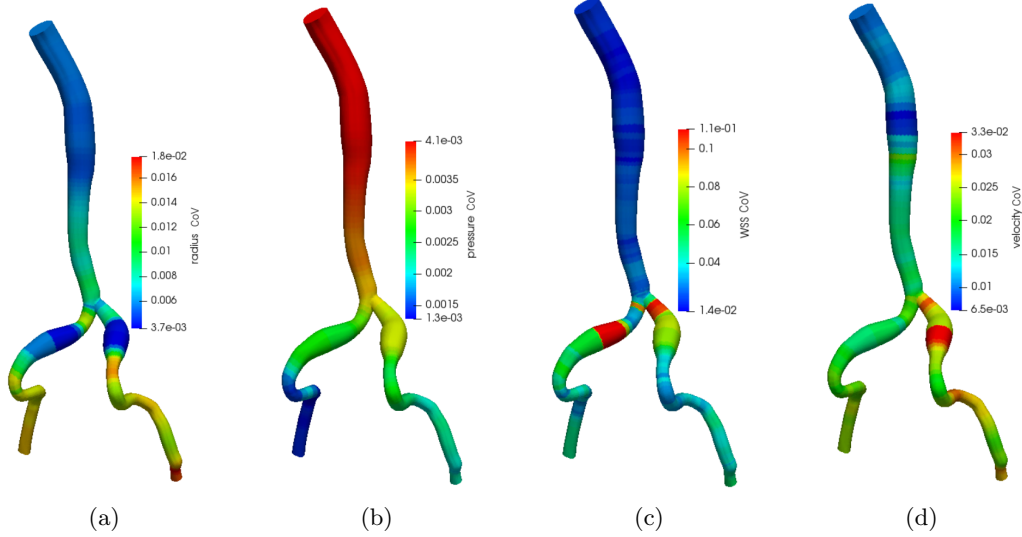 1.8e-02
0.016
0.014
0.012
0.01
0.008
0.006
3.7e-03
radius CoV
(a)
4.1e-03
0.0035
0.003
0.0025
0.002
0.0015
1.3e-03
pressure CoV
(b)
1.1e-01
0.1
0.08
0.06
0.04
1.4e-02
WSS CoV
(c)
3.3e-02
0.03
0.025
0.02
0.015
0.01
6.5e-03
velocity CoV
(d)